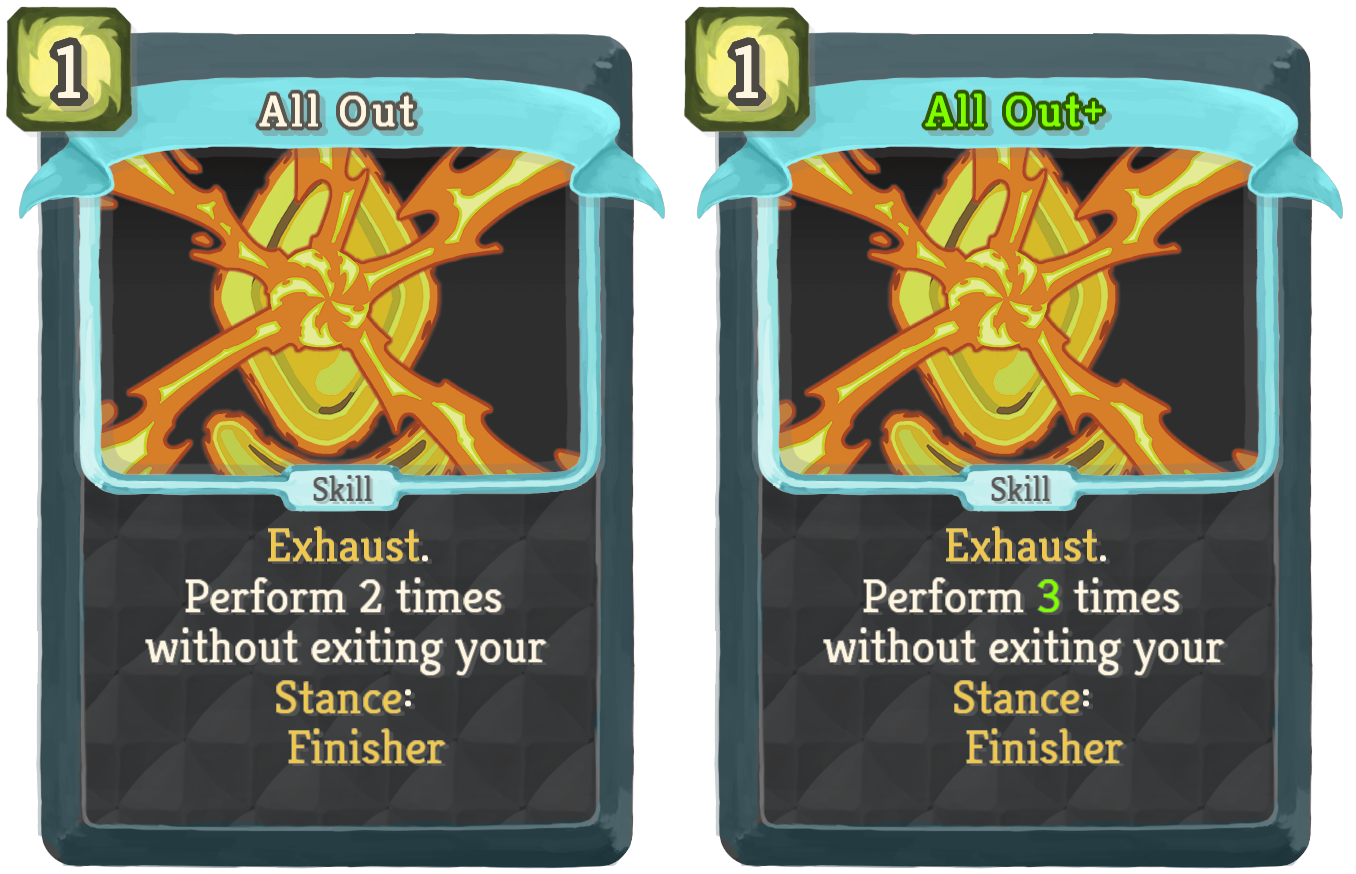 1
All Out
Skill
Exhaust.
Perform 2 times
without exiting your
Stance:
Finisher
1
All Out+
Skill
Exhaust.
Perform 3 times
without exiting your
Stance:
Finisher